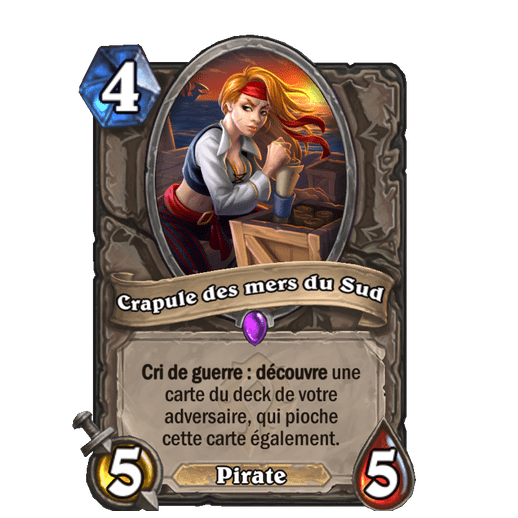 4
Crapule des mers du Sud
Cri de guerre : découvre une
carte du deck de votre
adversaire, qui pioche
cette carte également.
5
Pirate
5